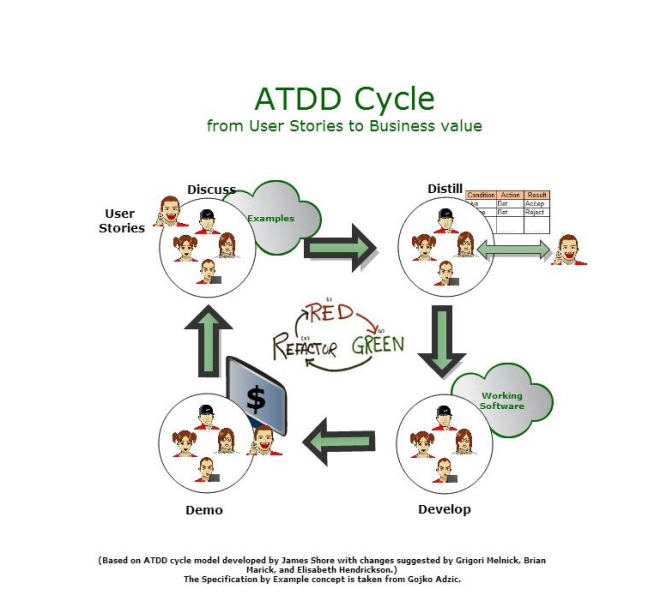 ATDD Cycle
from User Stories to Business value
Discuss
User
Stories
Examples
Distill
Condition Action Result
Bet Accep
Bet Reject
RED
GREEN
REFACTOR
$
Working
Software
Demo
Develop
(Based on ATDD cycle model developed by James Shore with changes suggested by Grigori Melnick, Brian
Marick, and Elisabeth Hendrickson.)
The Specification by Example concept is taken from Gojko Adzic.